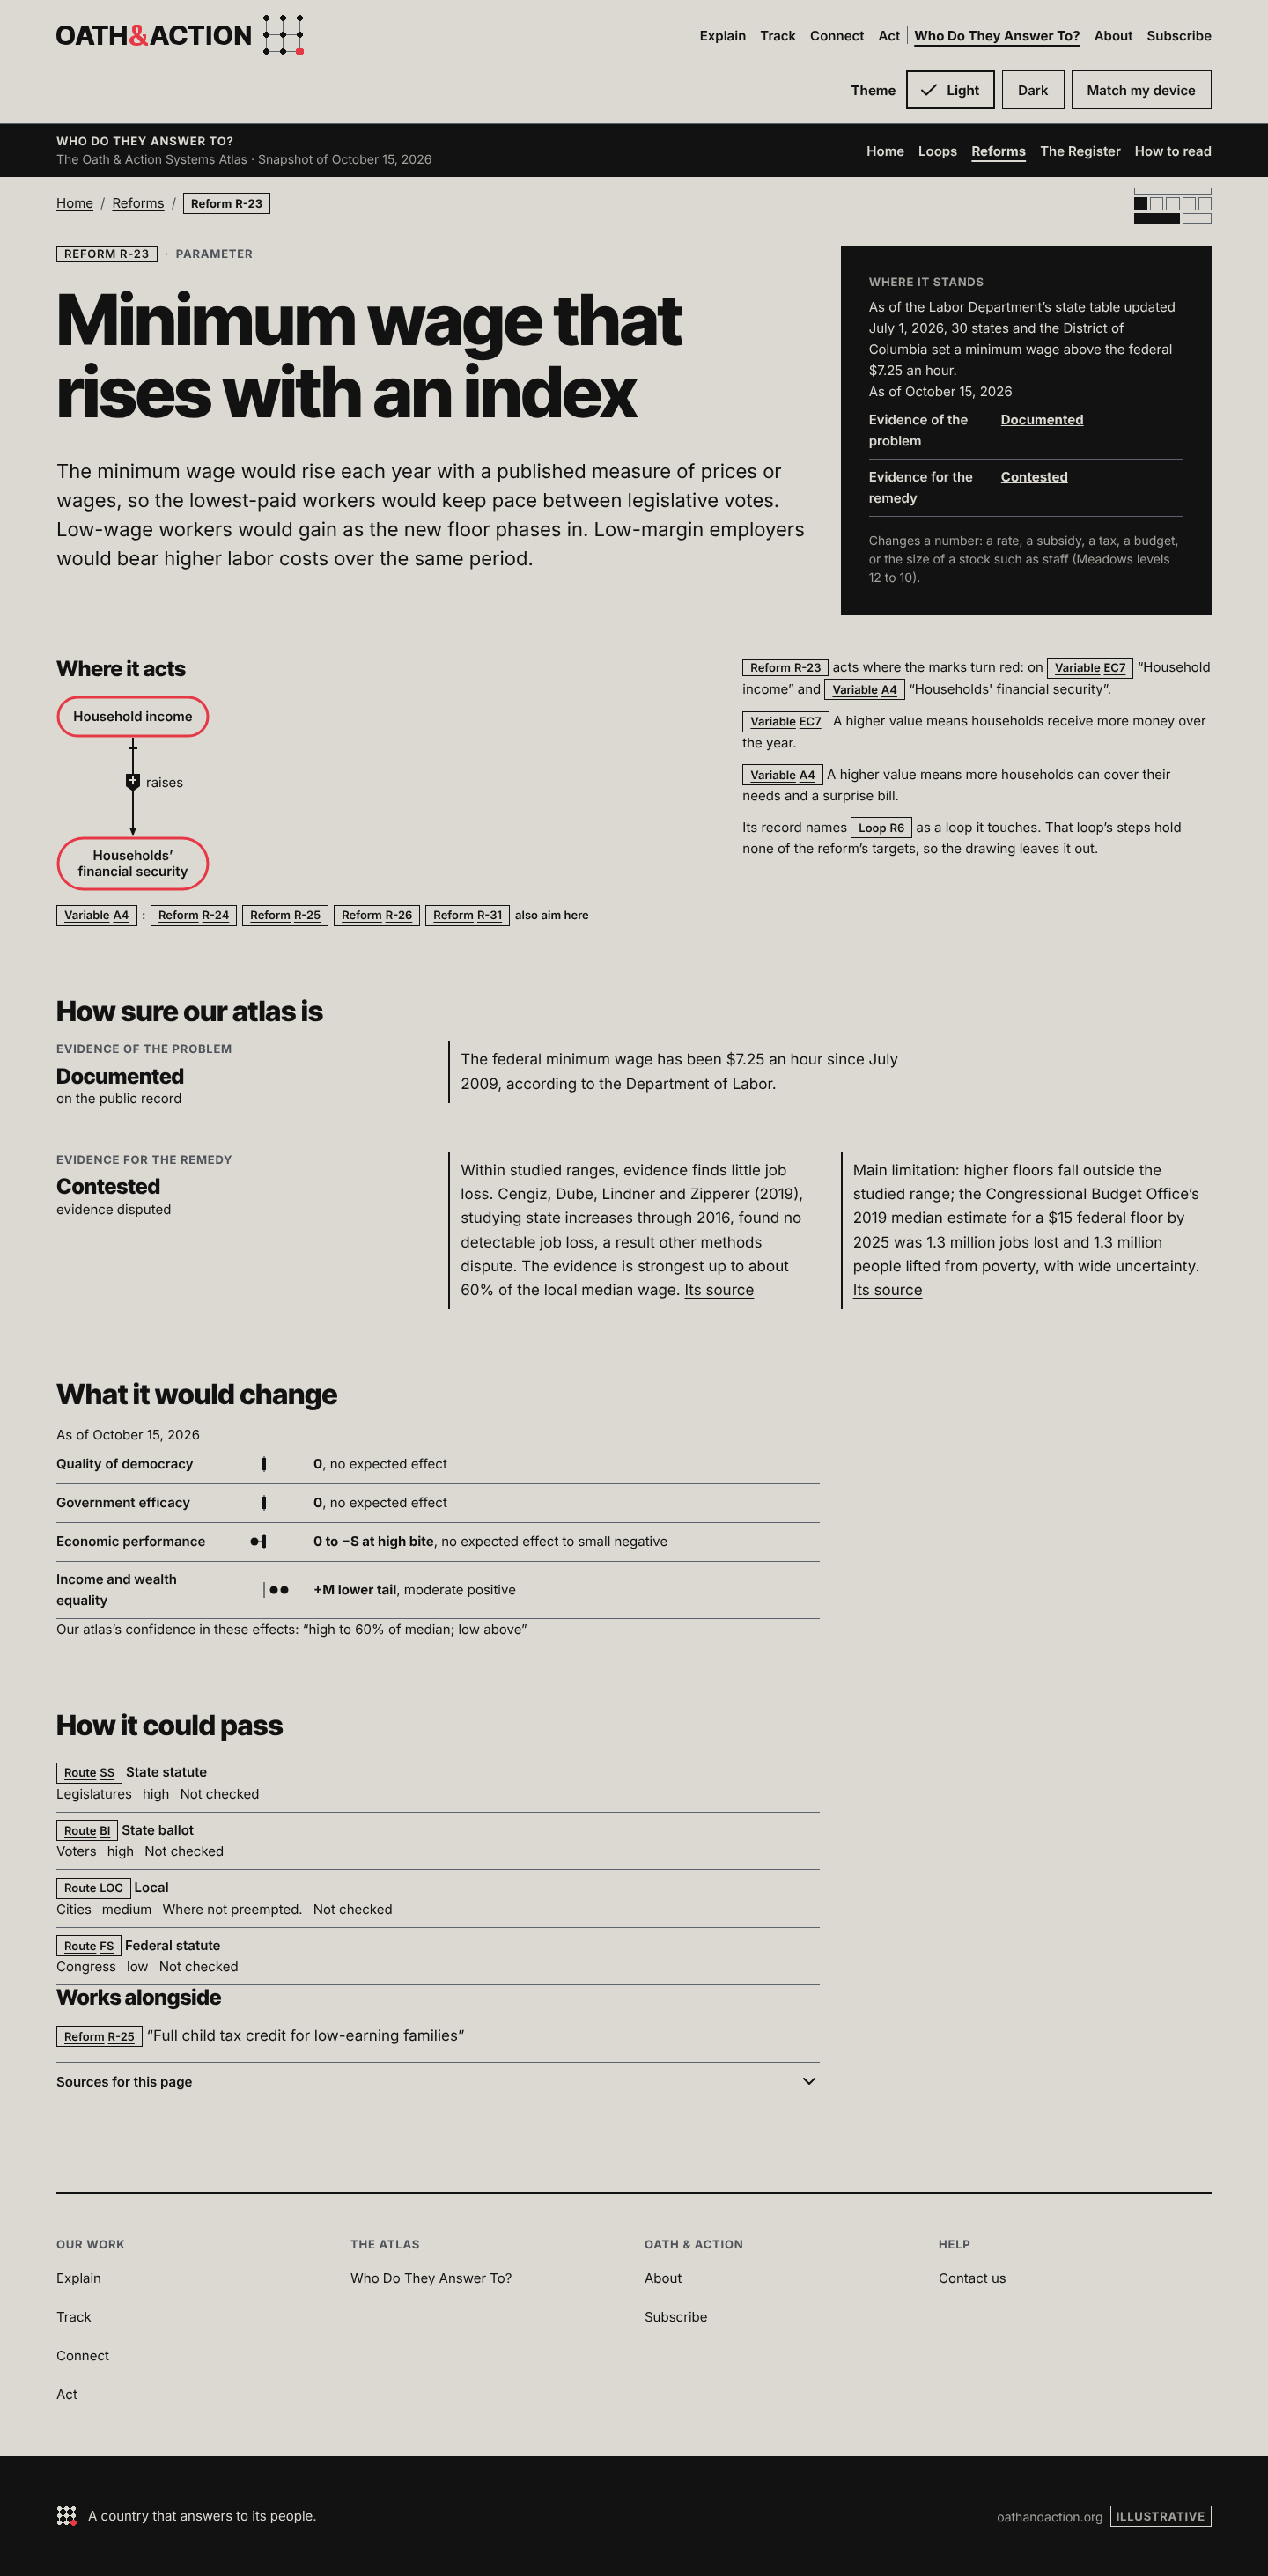 OATH&ACTION
Explain Track Connect Act Who Do They Answer To? About Subscribe
Theme Light Dark Match my device
WHO DO THEY ANSWER TO?
The Oath & Action Systems Atlas · Snapshot of October 15, 2026
Home Loops Reforms The Register How to read
Home / Reforms / Reform R-23
REFORM R-23 · PARAMETER
Minimum wage that
rises with an index
The minimum wage would rise each year with a published measure of prices or
wages, so the lowest-paid workers would keep pace between legislative votes.
Low-wage workers would gain as the new floor phases in. Low-margin employers
would bear higher labor costs over the same period.
WHERE IT STANDS
As of the Labor Department’s state table updated
July 1, 2026, 30 states and the District of
Columbia set a minimum wage above the federal
$7.25 an hour.
As of October 15, 2026
Evidence of the
problem
Documented
Evidence for the
remedy
Contested
Changes a number: a rate, a subsidy, a tax, a budget,
or the size of a stock such as staff (Meadows levels
12 to 10).
Where it acts
Household income
raises
Households’
financial security
Variable A4 : Reform R-24 Reform R-25 Reform R-26 Reform R-31 also aim here
Reform R-23 acts where the marks turn red: on Variable EC7 “Household
income” and Variable A4 “Households' financial security”.
Variable EC7 A higher value means households receive more money over
the year.
Variable A4 A higher value means more households can cover their
needs and a surprise bill.
Its record names Loop R6 as a loop it touches. That loop’s steps hold
none of the reform’s targets, so the drawing leaves it out.
How sure our atlas is
EVIDENCE OF THE PROBLEM
Documented
on the public record
The federal minimum wage has been $7.25 an hour since July
2009, according to the Department of Labor.
EVIDENCE FOR THE REMEDY
Contested
evidence disputed
Within studied ranges, evidence finds little job
loss. Cengiz, Dube, Lindner and Zipperer (2019),
studying state increases through 2016, found no
detectable job loss, a result other methods
dispute. The evidence is strongest up to about
60% of the local median wage. Its source
Main limitation: higher floors fall outside the
studied range; the Congressional Budget Office’s
2019 median estimate for a $15 federal floor by
2025 was 1.3 million jobs lost and 1.3 million
people lifted from poverty, with wide uncertainty.
Its source
What it would change
As of October 15, 2026
Quality of democracy 0, no expected effect
Government efficacy 0, no expected effect
Economic performance 0 to −S at high bite, no expected effect to small negative
Income and wealth
equality
+M lower tail, moderate positive
Our atlas’s confidence in these effects: “high to 60% of median; low above”
How it could pass
Route SS State statute
Legislatures high Not checked
Route BI State ballot
Voters high Not checked
Route LOC Local
Cities medium Where not preempted. Not checked
Route FS Federal statute
Congress low Not checked
Works alongside
Reform R-25 “Full child tax credit for low-earning families”
Sources for this page
OUR WORK
Explain
Track
Connect
Act
THE ATLAS
Who Do They Answer To?
OATH & ACTION
About
Subscribe
HELP
Contact us
A country that answers to its people.
oathandaction.org ILLUSTRATIVE